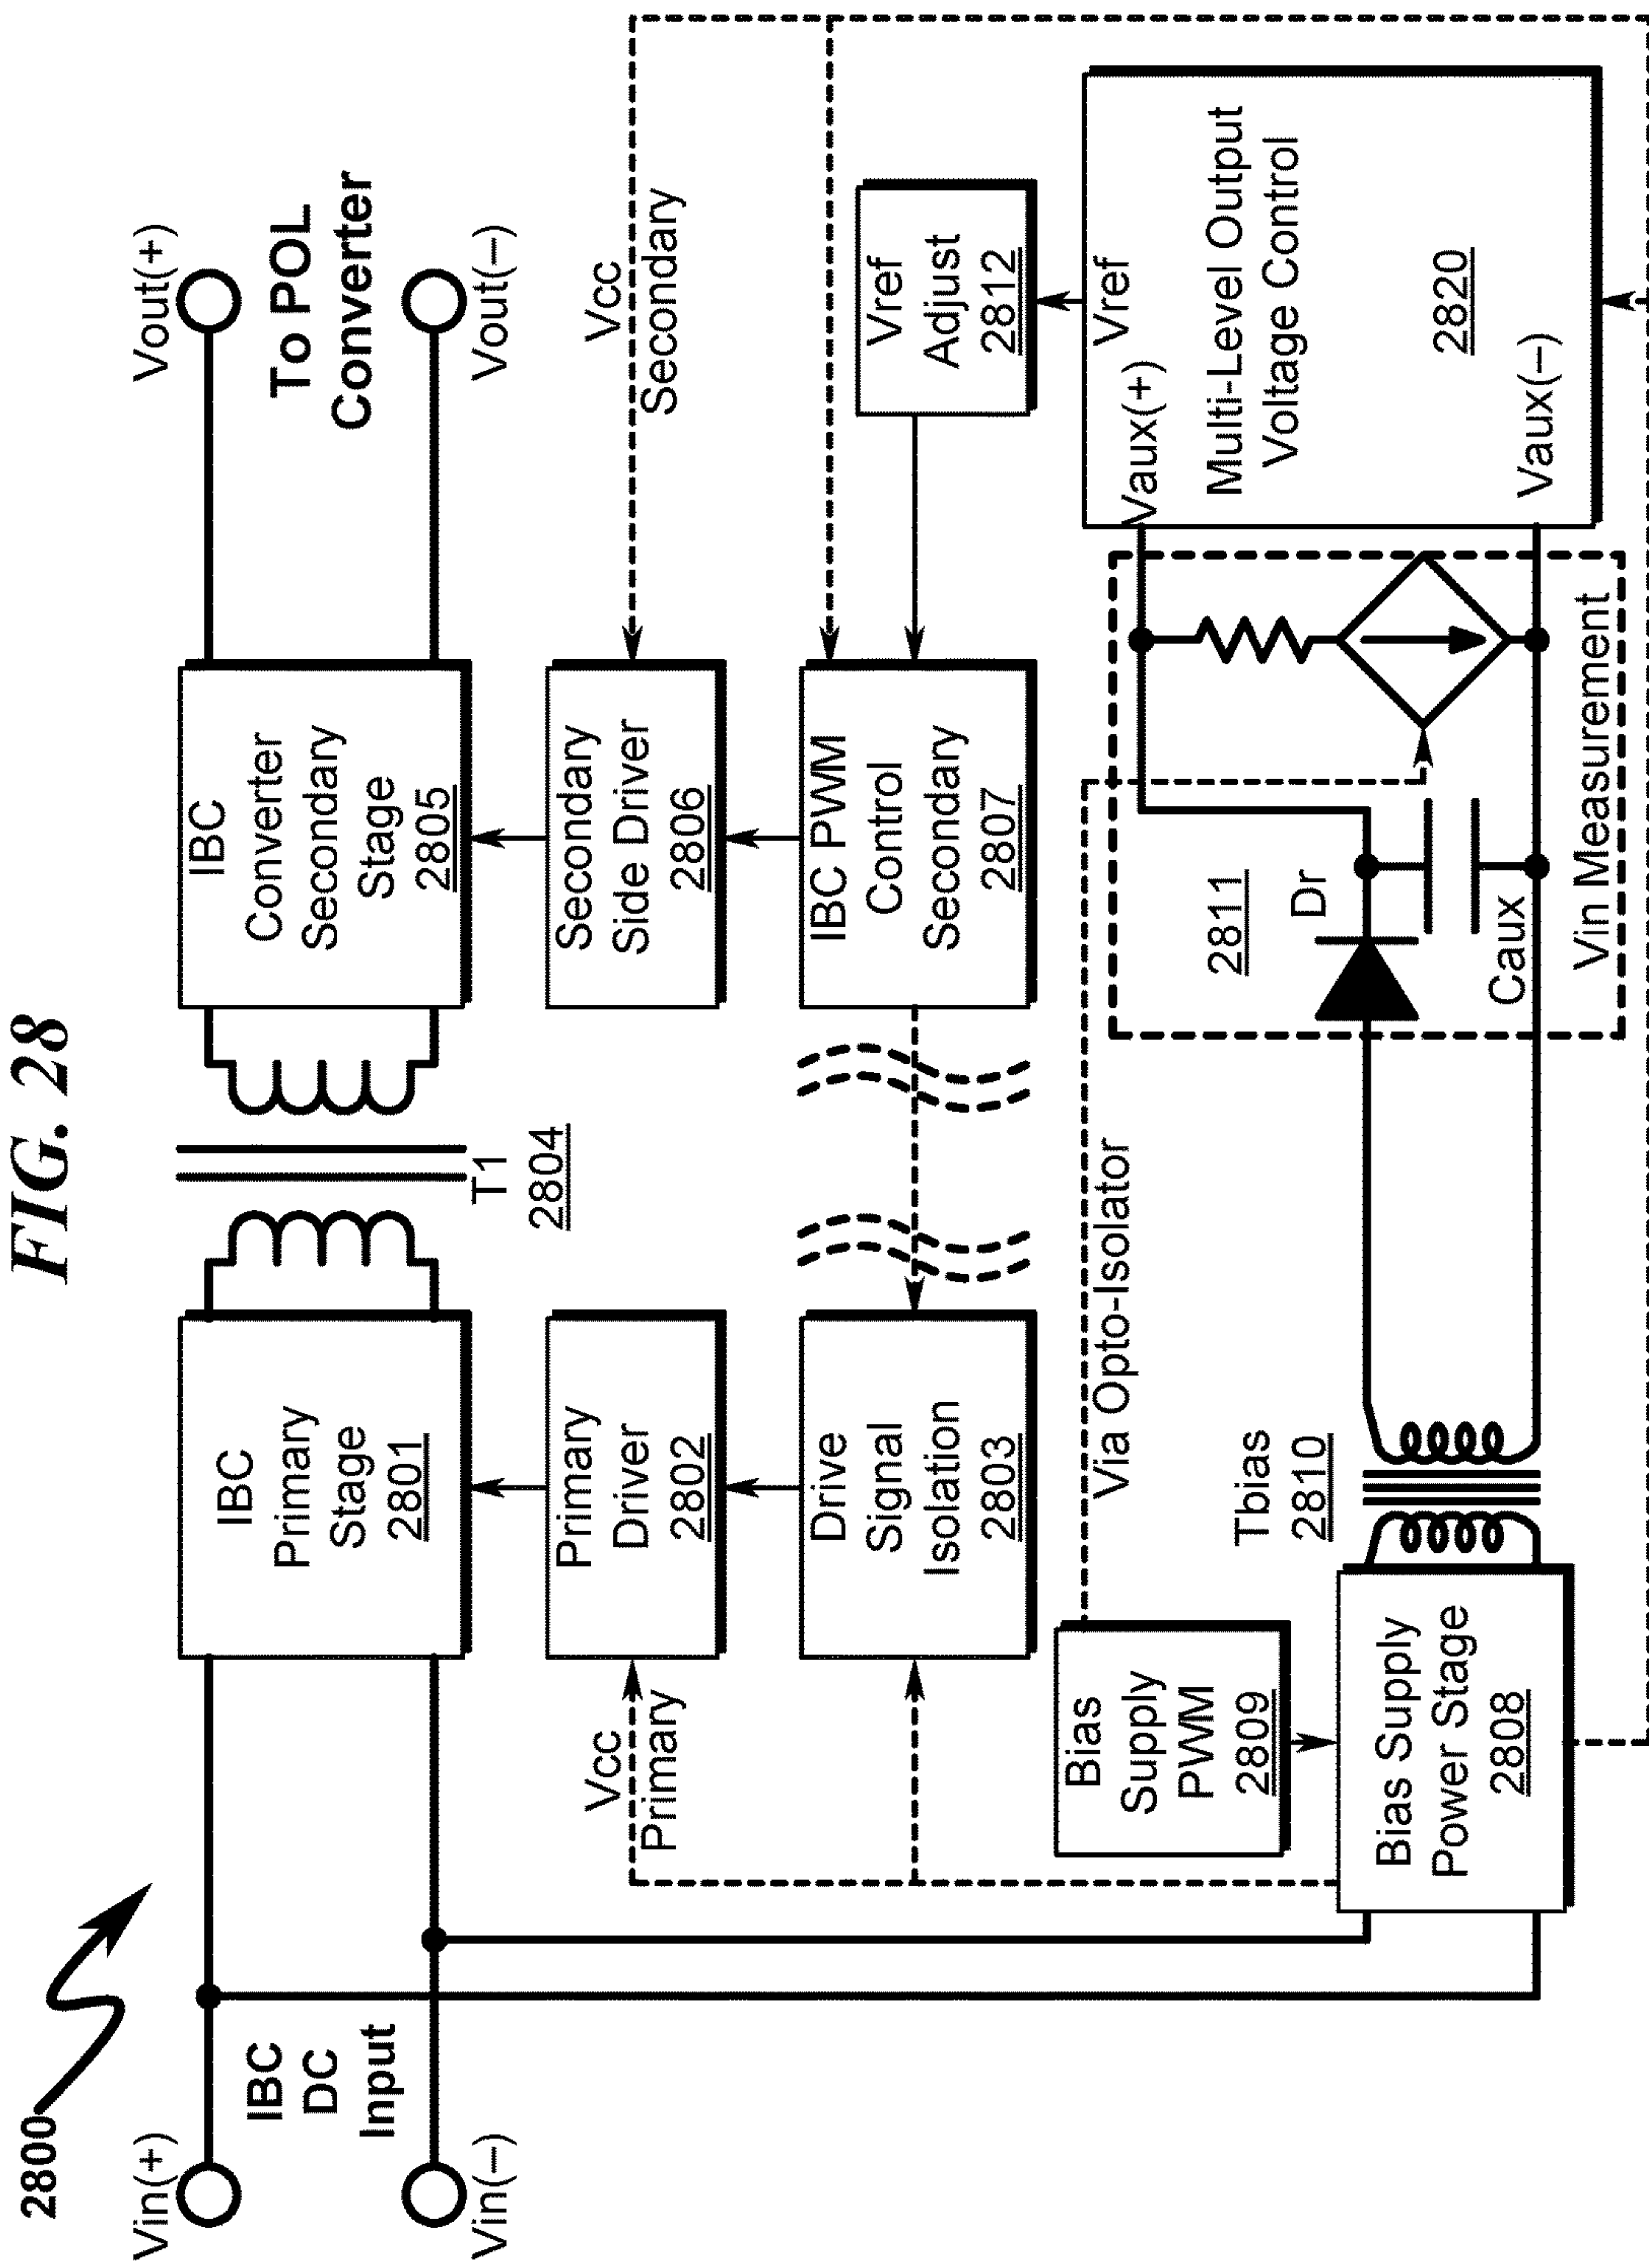 FIG. 28
2800
Vin(+)
IBC
DC
Input
Vin(−)
IBC
Primary
Stage
2801
T1
2804
IBC
Converter
Secondary
Stage
2805
Vout(+)
To POL
Converter
Vout(−)
Vcc
Primary
Primary
Driver
2802
Secondary
Side Driver
2806
Vcc
Secondary
Drive
Signal
Isolation
2803
IBC PWM
Control
Secondary
2807
Vref
Adjust
2812
Bias
Supply
PWM
2809
Via Opto-Isolator
Bias Supply
Power Stage
2808
Tbias
2810
2811
Dr
Caux
Vin Measurement
Vref
Vaux(+)
Multi-Level Output
Voltage Control
2820
Vaux(−)